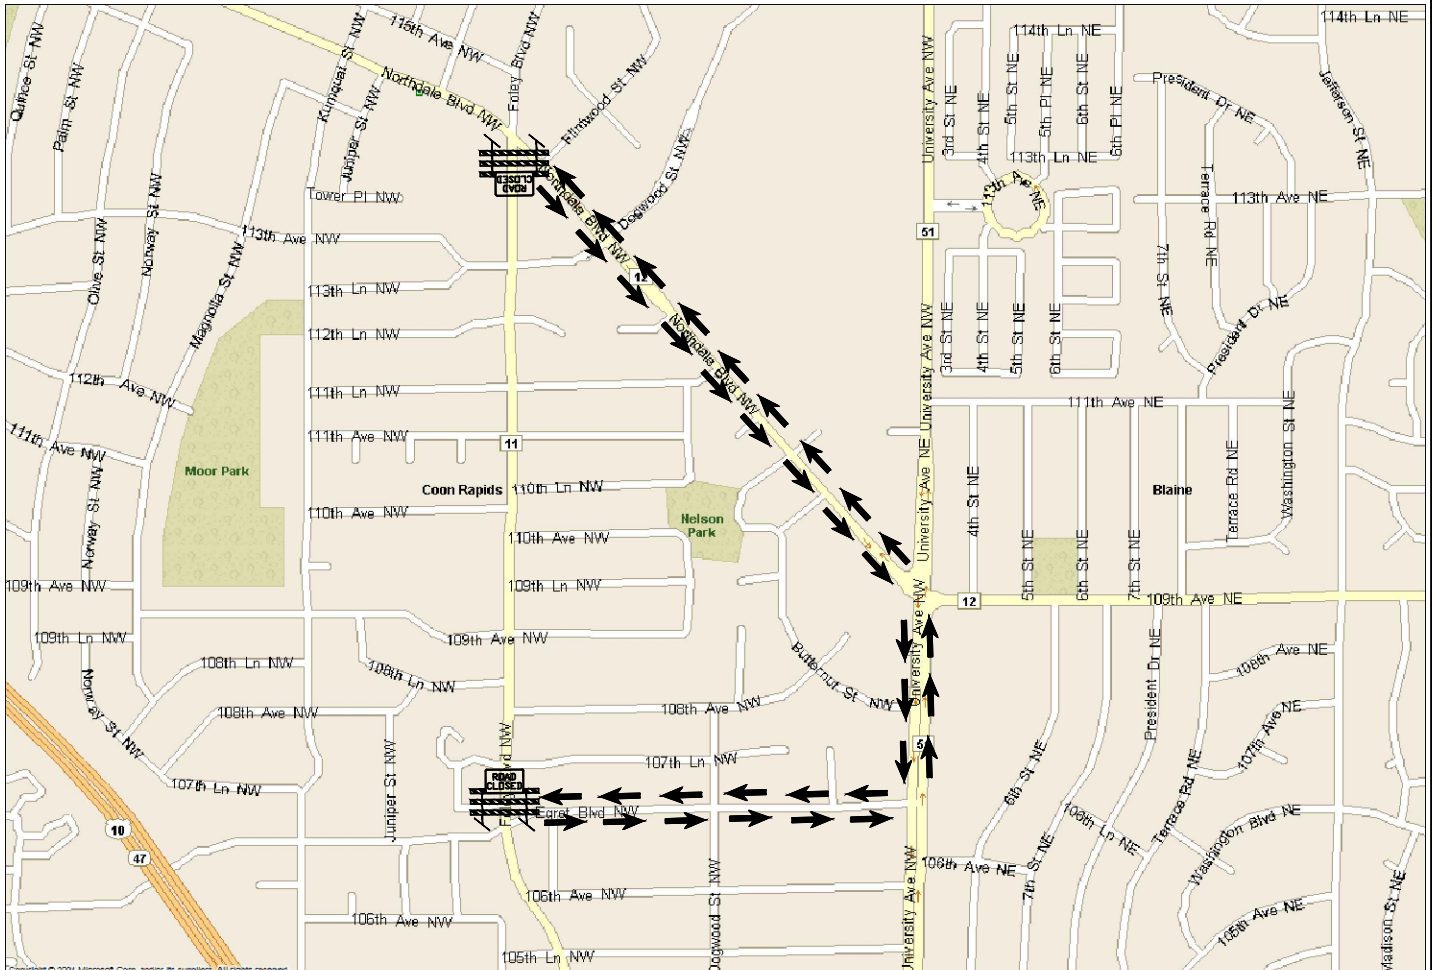 115th Ave NW
114th Ln NE
114th Ln NE
Quince St NW
Palm St NW
Kumquat St NW
Juniper St NW
Northdale Blvd NW
Foley Blvd NW
Flintwood St NW
University Ave NW
3rd St NE
4th St NE
5th St NE
5th Pl NE
6th St NE
6th Pl NE
President Dr NE
Jefferson St NE
113th Ln NE
ROAD
CLOSED
Northdale Blvd NW
Dogwood St NW
Tower Pl NW
113th Ave NE
Terrace Rd NE
113th Ave NE
Olive St NW
Norway St NW
Magnolia St NW
113th Ave NW
51
7th St NE
12
113th Ln NW
112th Ln NW
Northdale Blvd NW
University Ave NW
3rd St NE
4th St NE
5th St NE
6th St NE
President Dr NE
112th Ave NW
111th Ln NW
111th Ave NE
111th Ave NW
111th Ave NW
11
University Ave NE
Moor Park
Coon Rapids
110th Ln NW
Blaine
Norway St NW
110th Ave NW
Nelson
Park
University Ave NW
4th St NE
Terrace Rd NE
Washington St NE
110th Ave NW
5th St NE
6th St NE
7th St NE
109th Ave NW
109th Ln NW
12
109th Ave NE
109th Ln NW
109th Ave NW
University Ave NW
108th Ln NW
108th Ln NW
Butternut St NW
President Dr NE
108th Ave NE
Norway St NW
108th Ave NW
108th Ave NW
107th Ave NE
Juniper St NW
107th Ln NW
6th St NE
Terrace Rd NE
107th Ln NW
ROAD
CLOSED
Egret Blvd NW
10
47
106th Ln NE
Washington Blvd NE
106th Ave NE
7th St NE
106th Ave NW
106th Ave NW
Dogwood St NW
University Ave NW
105th Ave NE
Madison St NE
105th Ln NW